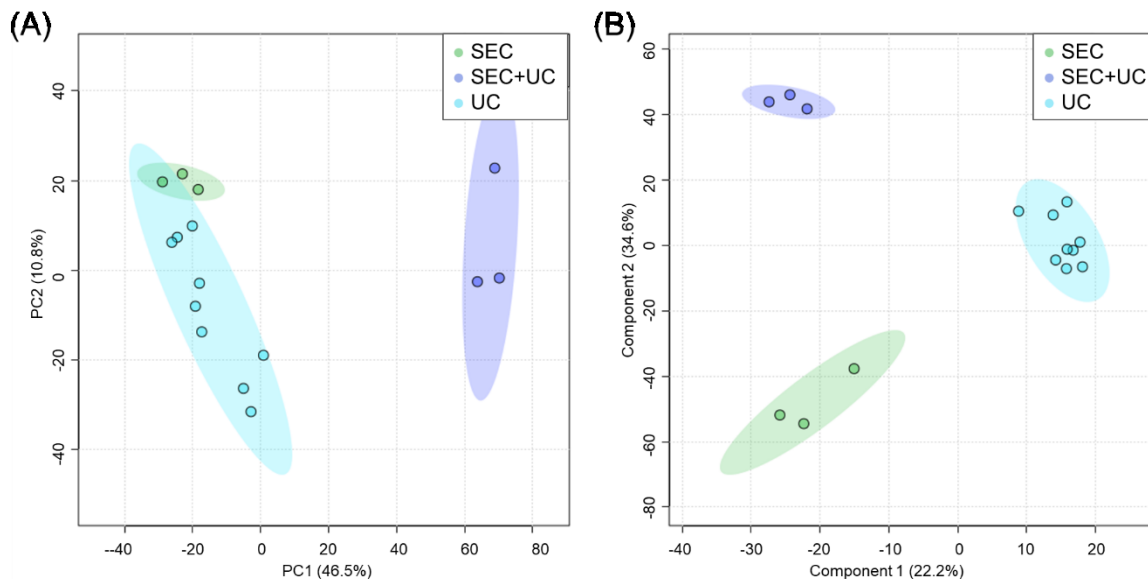 (A)
SEC
SEC+UC
UC
40
20
0
-20
-40
PC2 (10.8%)
--40 -20 0 20 40 60 80
PC1 (46.5%)
(B)
SEC
SEC+UC
UC
60
40
20
0
-20
-40
-60
-80
Component 2 (34.6%)
-40 -30 -20 -10 0 10 20
Component 1 (22.2%)